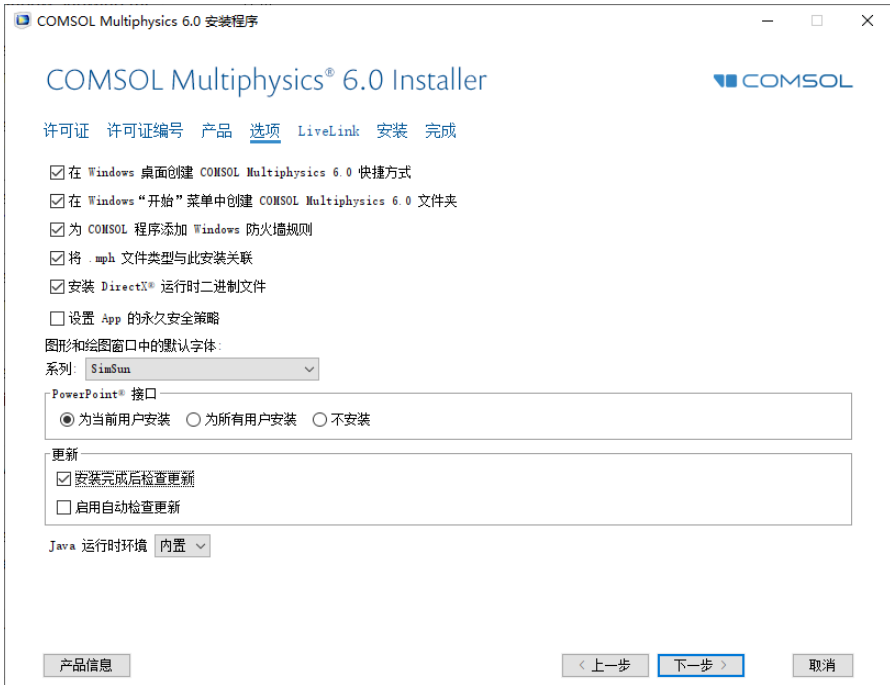 COMSOL Multiphysics 6.0 安装程序
COMSOL Multiphysics® 6.0 Installer
COMSOL
许可证 许可证编号 产品 选项 LiveLink 安装 完成
在 Windows 桌面创建 COMSOL Multiphysics 6.0 快捷方式
在 Windows“开始”菜单中创建 COMSOL Multiphysics 6.0 文件夹
为 COMSOL 程序添加 Windows 防火墙规则
将 .mph 文件类型与此安装关联
安装 DirectX® 运行时二进制文件
设置 App 的永久安全策略
图形和绘图窗口中的默认字体:
系列: SimSun
PowerPoint® 接口
为当前用户安装 为所有用户安装 不安装
更新
安装完成后检查更新
启用自动检查更新
Java 运行时环境 内置
产品信息 < 上一步 下一步 > 取消